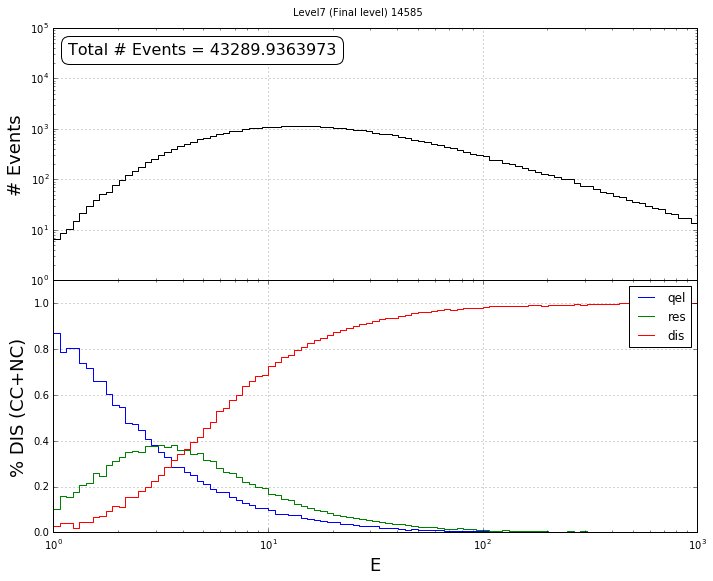 Level7 (Final level) 14585
Total # Events = 43289.9363973
# Events
10^5
10^4
10^3
10^2
10^1
10^0
% DIS (CC+NC)
1.0
0.8
0.6
0.4
0.2
0.0
qel
res
dis
10^0 10^1 10^2 10^3
E